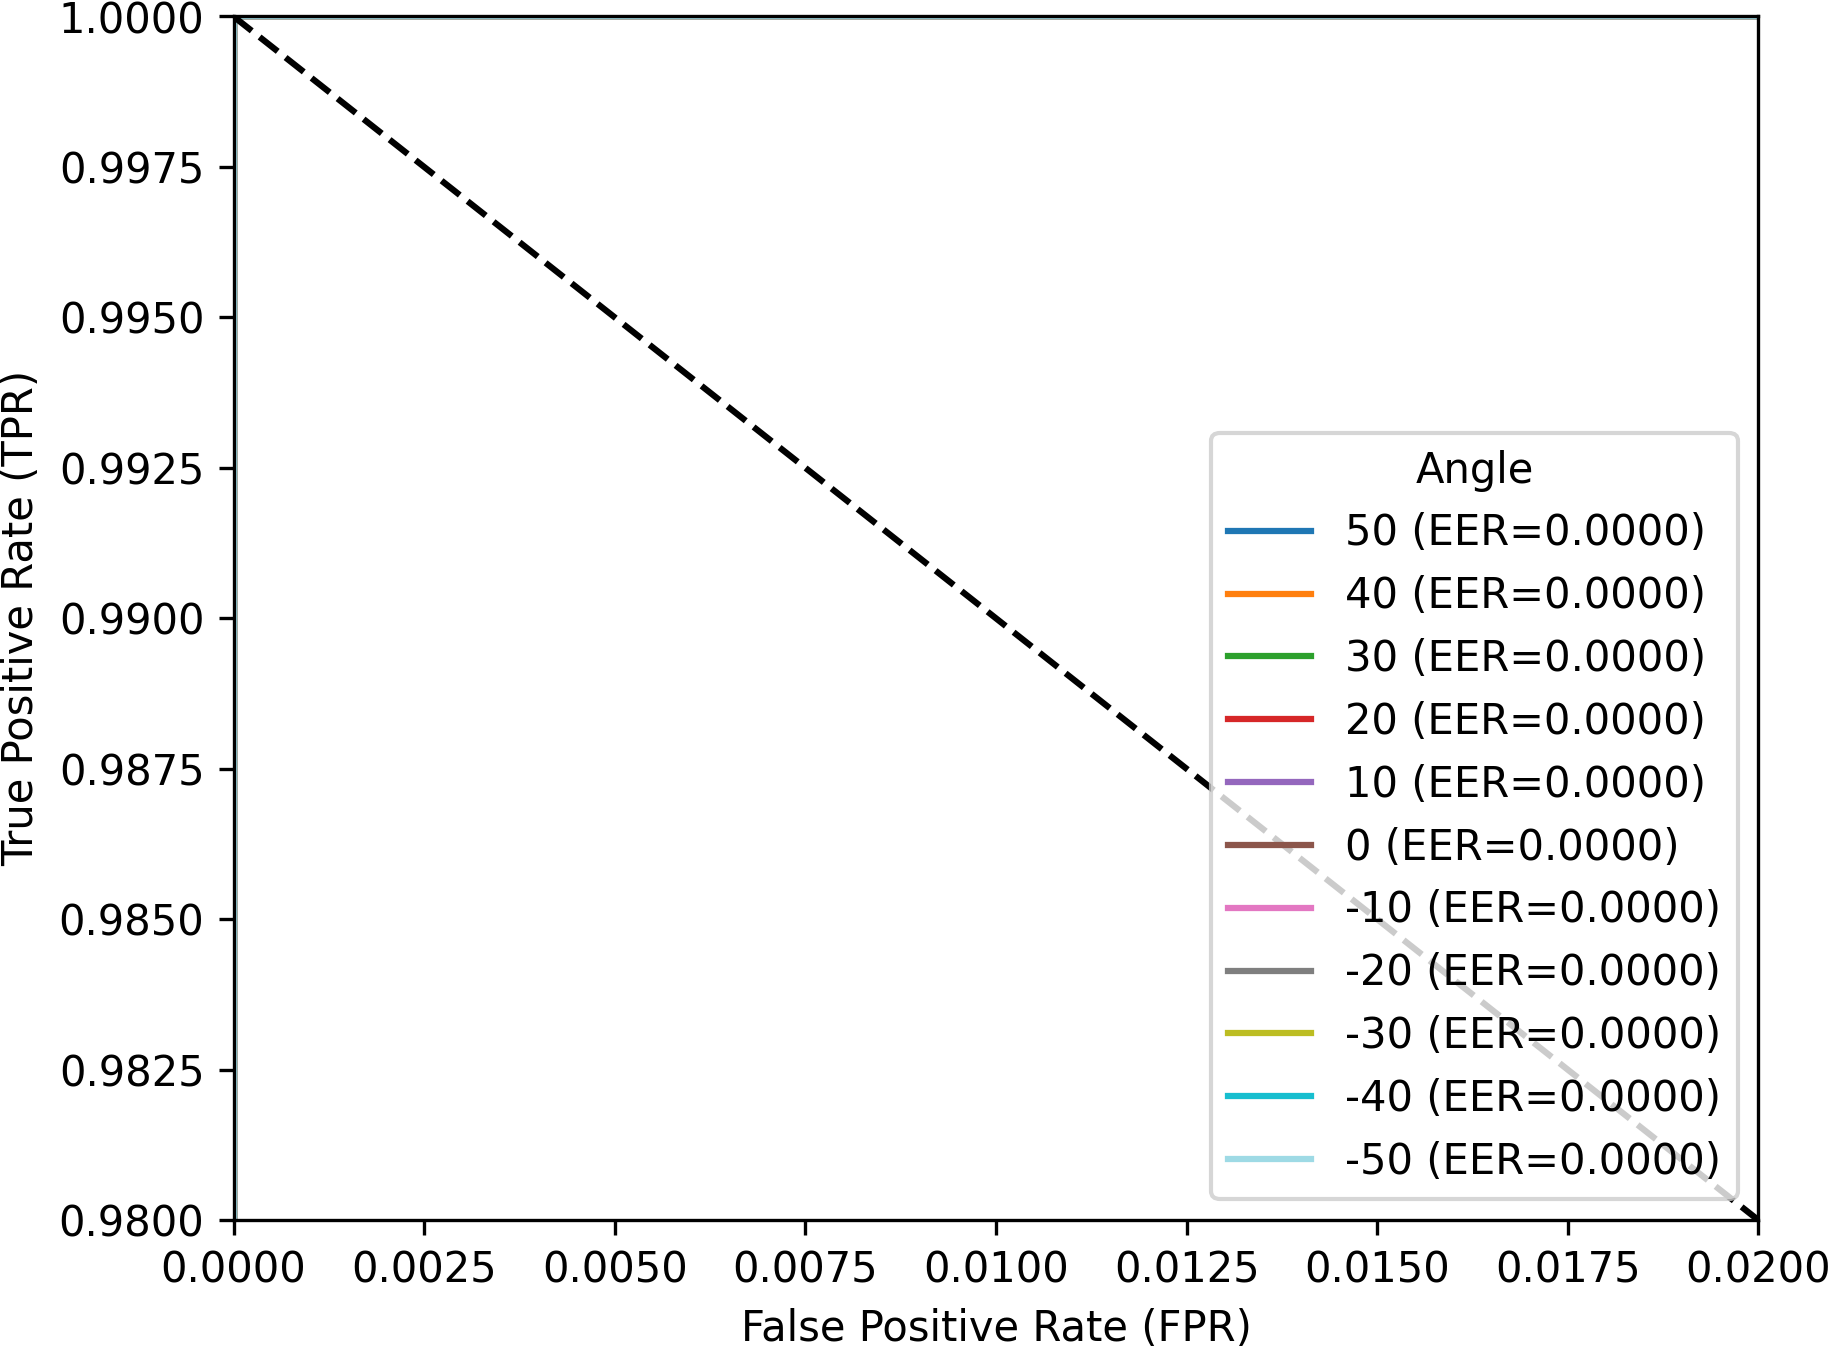 1.0000
0.9975
0.9950
0.9925
0.9900
0.9875
0.9850
0.9825
0.9800
True Positive Rate (TPR)
Angle
50 (EER=0.0000)
40 (EER=0.0000)
30 (EER=0.0000)
20 (EER=0.0000)
10 (EER=0.0000)
0 (EER=0.0000)
-10 (EER=0.0000)
-20 (EER=0.0000)
-30 (EER=0.0000)
-40 (EER=0.0000)
-50 (EER=0.0000)
0.0000 0.0025 0.0050 0.0075 0.0100 0.0125 0.0150 0.0175 0.0200
False Positive Rate (FPR)